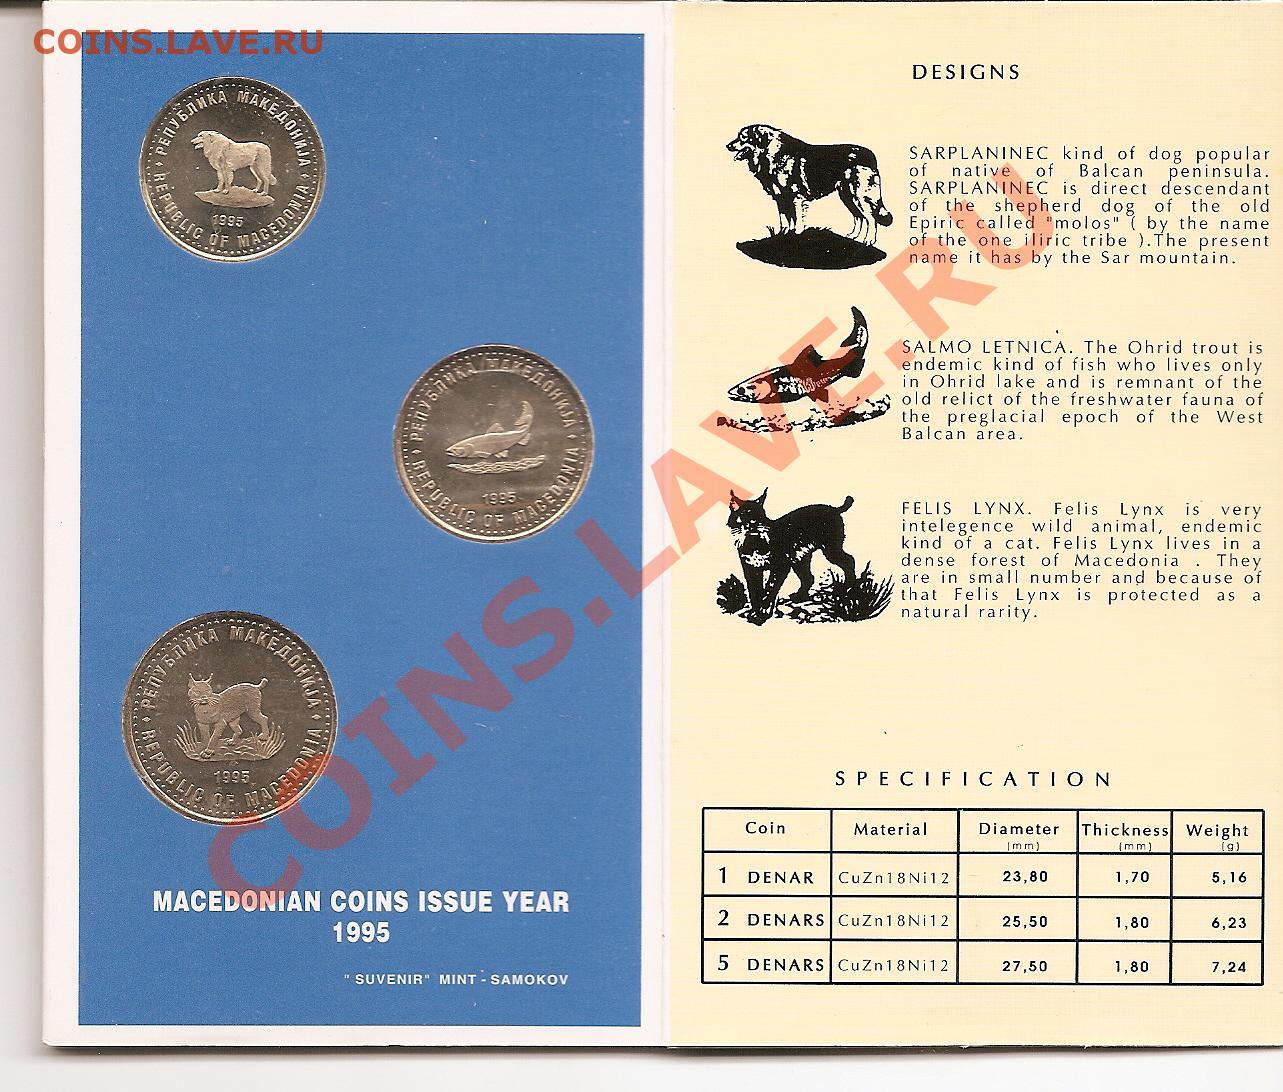 COINS.LAVE.RU
РЕПУБЛИКА МАКЕДОНИЈА
1995
REPUBLIC OF MACEDONIA
РЕПУБЛИКА МАКЕДОНИЈА
1995
REPUBLIC OF MACEDONIA
РЕПУБЛИКА МАКЕДОНИЈА
1995
REPUBLIC OF MACEDONIA
MACEDONIAN COINS ISSUE YEAR
1995
" SUVENIR" MINT - SAMOKOV
DESIGNS
SARPLANINEC kind of dog popular
of native of Balcan peninsula.
SARPLANINEC is direct descendant
of the shepherd dog of the old
Epiric called "molos" ( by the name
of the one iliric tribe ).The present
name it has by the Sar mountain.
SALMO LETNICA. The Ohrid trout is
endemic kind of fish who lives only
in Ohrid lake and is remnant of the
old relict of the freshwater fauna of
the preglacial epoch of the West
Balcan area.
FELIS LYNX. Felis Lynx is very
intelegence wild animal, endemic
kind of a cat. Felis Lynx lives in a
dense forest of Macedonia . They
are in small number and because of
that Felis Lynx is protected as a
natural rarity.
SPECIFICATION
Coin Material Diameter (mm) Thickness (mm) Weight (g)
1 DENAR CuZn18Ni12 23,80 1,70 5,16
2 DENARS CuZn18Ni12 25,50 1,80 6,23
5 DENARS CuZn18Ni12 27,50 1,80 7,24
COINS.LAVE.RU